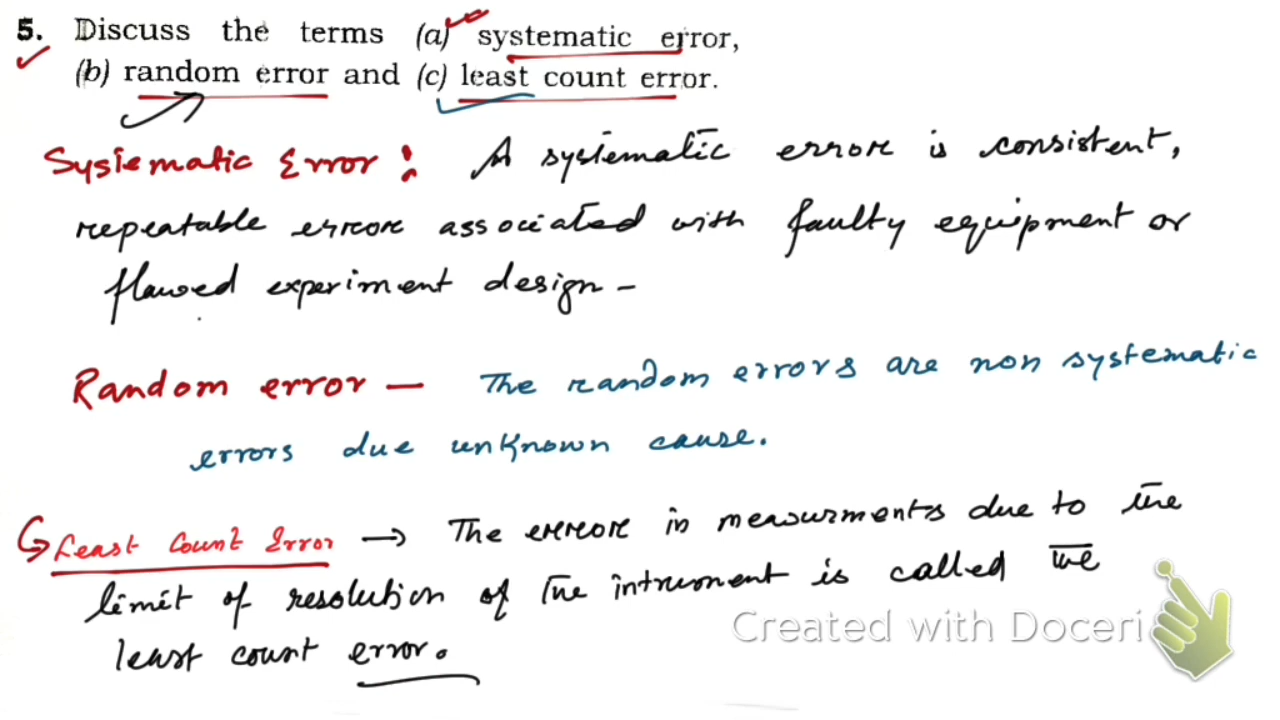 5. Discuss the terms (a) systematic error,
(b) random error and (c) least count error.
Systematic Error : A systematic error is consistent,
repeatable error associated with faulty equipment or
flawed experiment design -
Random error — The random errors are non systematic
errors due unknown cause.
Least Count Error → The error in measurments due to the
limit of resolution of the intrument is called the
least count error.
Created with Doceri